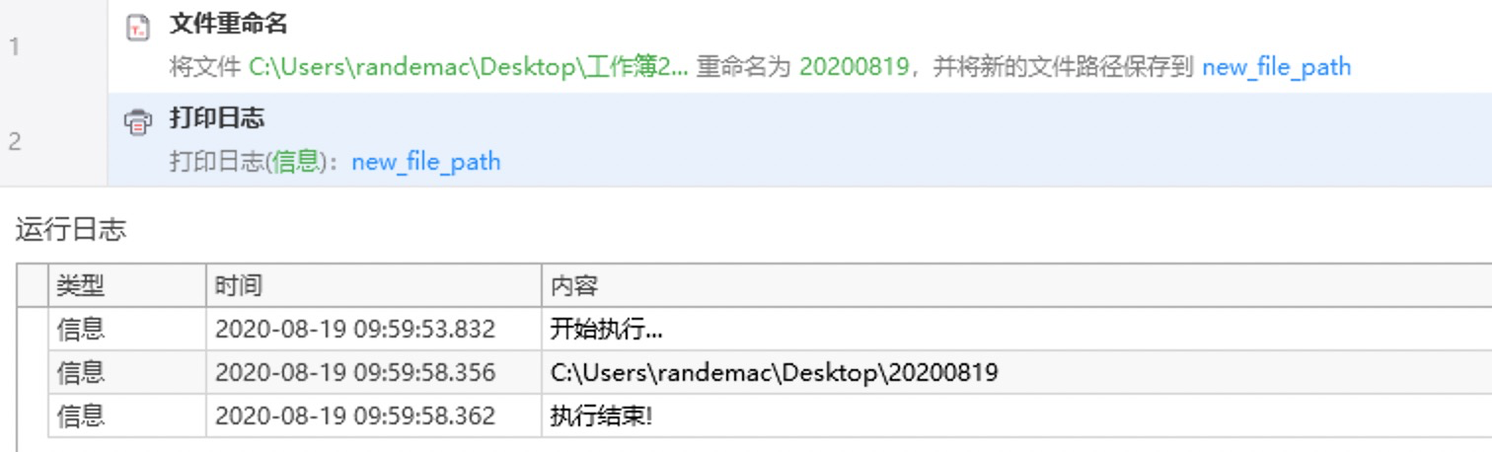 文件重命名
1
将文件 C:\Users\randemac\Desktop\工作簿2... 重命名为 20200819，并将新的文件路径保存到 new_file_path
打印日志
2
打印日志(信息)：new_file_path
运行日志
类型 时间 内容
信息 2020-08-19 09:59:53.832 开始执行...
信息 2020-08-19 09:59:58.356 C:\Users\randemac\Desktop\20200819
信息 2020-08-19 09:59:58.362 执行结束!